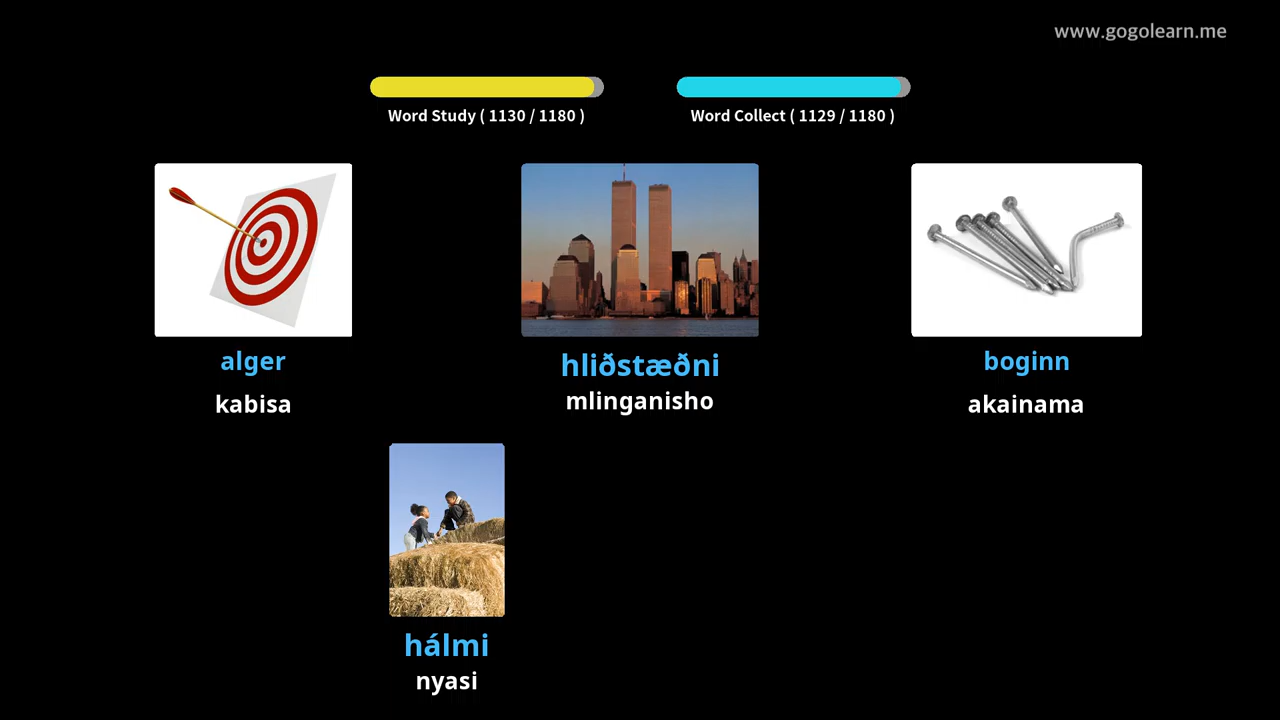 www.gogolearn.me
Word Study ( 1130 / 1180 )
Word Collect ( 1129 / 1180 )
alger
kabisa
hliðstæðni
mlinganisho
boginn
akainama
hálmi
nyasi